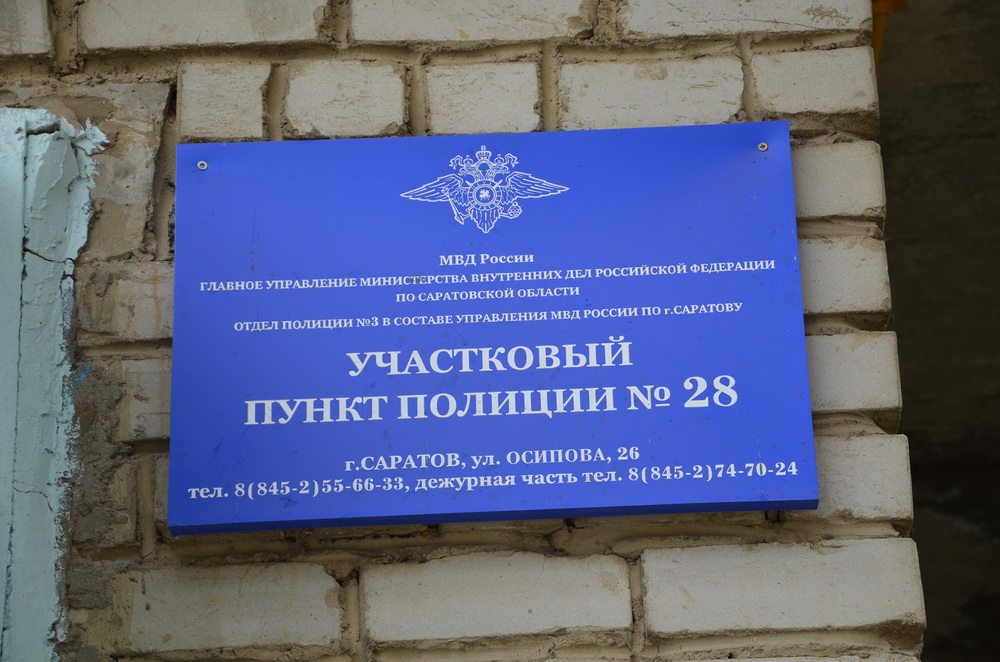 МВД России
ГЛАВНОЕ УПРАВЛЕНИЕ МИНИСТЕРСТВА ВНУТРЕННИХ ДЕЛ РОССИЙСКОЙ ФЕДЕРАЦИИ
ПО САРАТОВСКОЙ ОБЛАСТИ
ОТДЕЛ ПОЛИЦИИ №3 В СОСТАВЕ УПРАВЛЕНИЯ МВД РОССИИ ПО г.САРАТОВУ
УЧАСТКОВЫЙ
ПУНКТ ПОЛИЦИИ № 28
г.САРАТОВ, ул. ОСИПОВА, 26
тел. 8(845-2)55-66-33, дежурная часть тел. 8(845-2)74-70-24